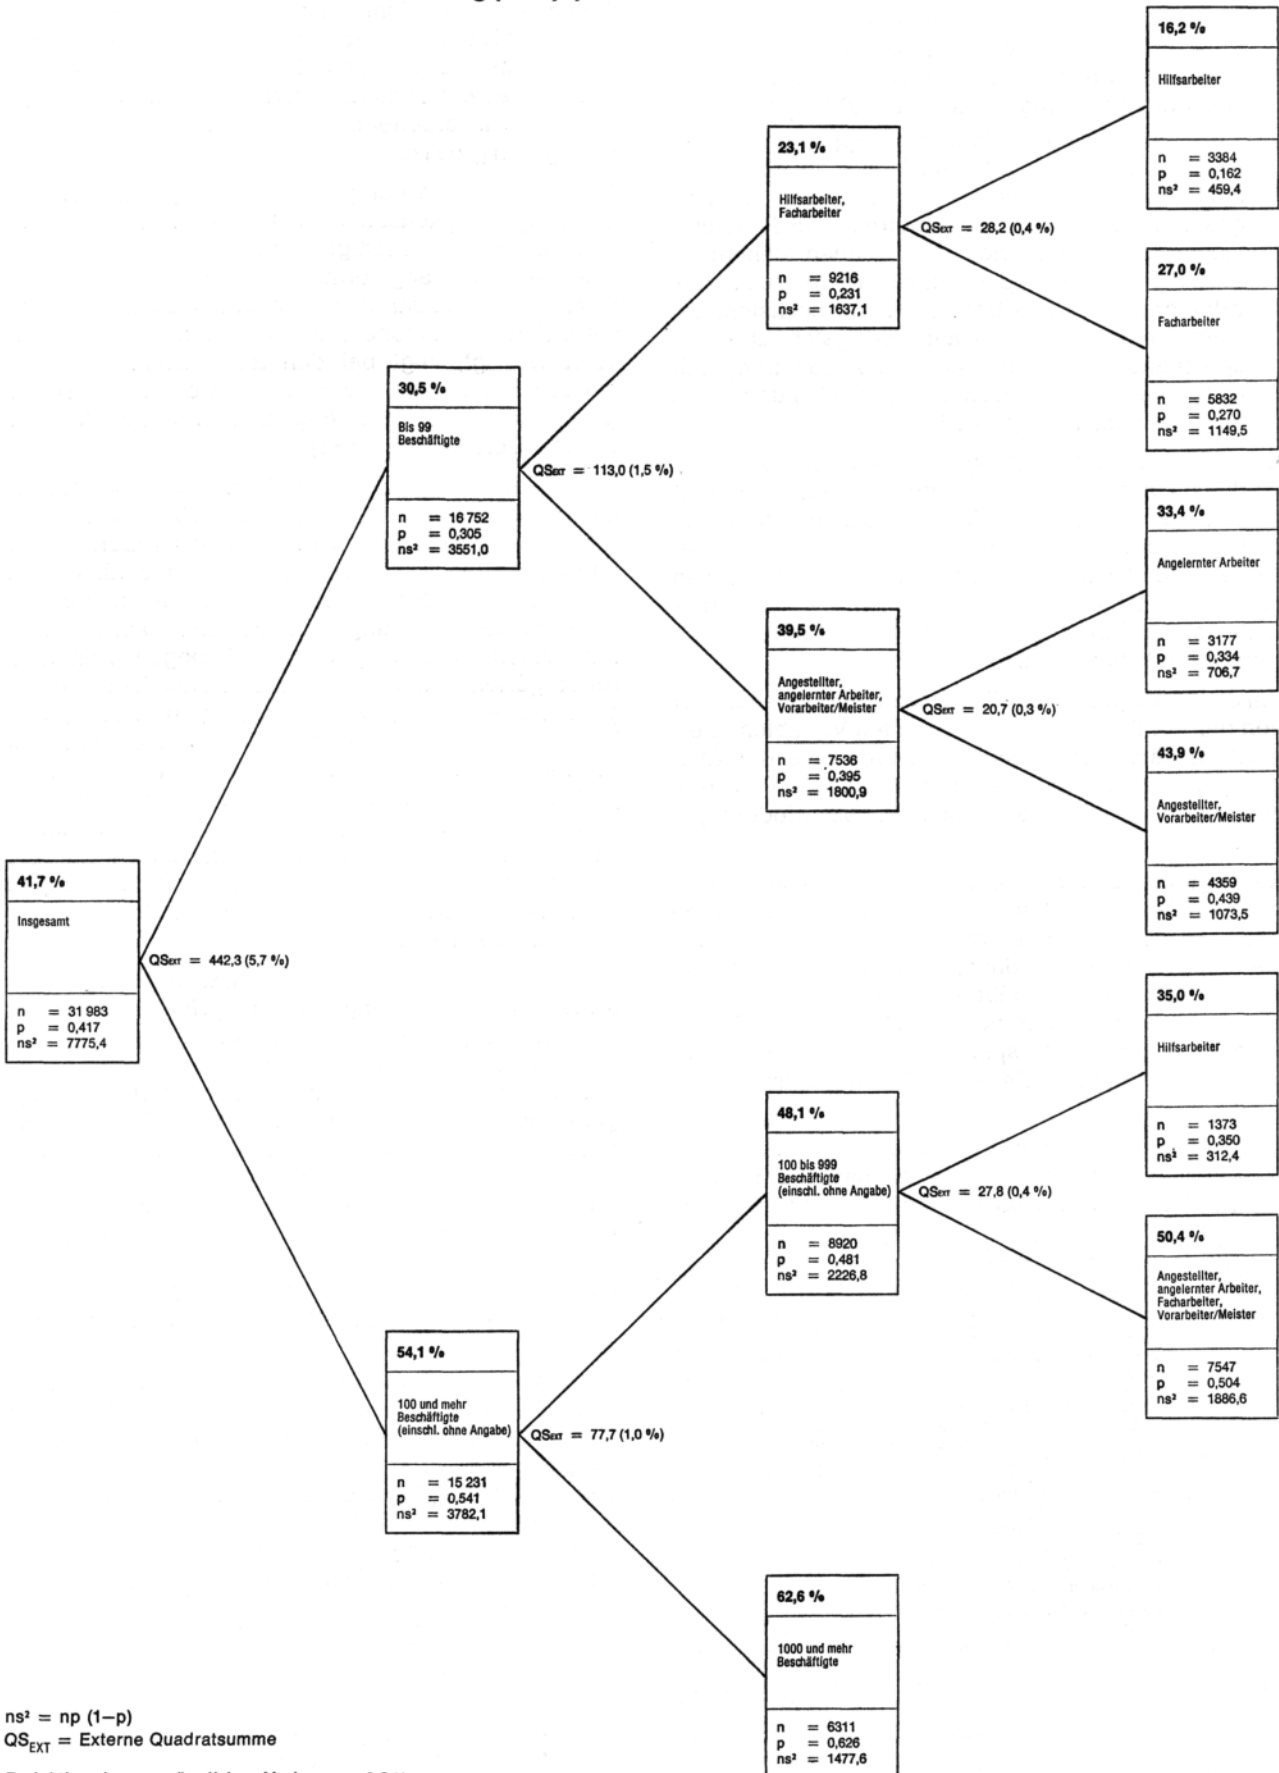 16,2 %
Hilfsarbeiter
n = 3384
p = 0,162
ns² = 459,4
23,1 %
Hilfsarbeiter,
Facharbeiter
n = 9216
p = 0,231
ns² = 1637,1
QSEXT = 28,2 (0,4 %)
27,0 %
Facharbeiter
n = 5832
p = 0,270
ns² = 1149,5
30,5 %
Bis 99
Beschäftigte
n = 16 752
p = 0,305
ns² = 3551,0
QSEXT = 113,0 (1,5 %)
33,4 %
Angelernter Arbeiter
n = 3177
p = 0,334
ns² = 706,7
39,5 %
Angestellter,
angelernter Arbeiter,
Vorarbeiter/Meister
n = 7536
p = 0,395
ns² = 1800,9
QSEXT = 20,7 (0,3 %)
43,9 %
Angestellter,
Vorarbeiter/Meister
n = 4359
p = 0,439
ns² = 1073,5
41,7 %
Insgesamt
n = 31 983
p = 0,417
ns² = 7775,4
QSEXT = 442,3 (5,7 %)
35,0 %
Hilfsarbeiter
n = 1373
p = 0,350
ns² = 312,4
48,1 %
100 bis 999
Beschäftigte
(einschl. ohne Angabe)
n = 8920
p = 0,481
ns² = 2226,8
QSEXT = 27,8 (0,4 %)
50,4 %
Angestellter,
angelernter Arbeiter,
Facharbeiter,
Vorarbeiter/Meister
n = 7547
p = 0,504
ns² = 1886,6
54,1 %
100 und mehr
Beschäftigte
(einschl. ohne Angabe)
n = 15 231
p = 0,541
ns² = 3782,1
QSEXT = 77,7 (1,0 %)
62,6 %
1000 und mehr
Beschäftigte
n = 6311
p = 0,626
ns² = 1477,6
ns² = np (1—p)
QSEXT = Externe Quadratsumme